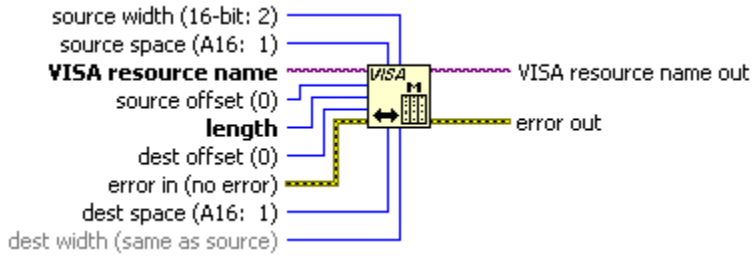 source width (16-bit: 2)
source space (A16: 1)
VISA resource name
VISA
M
VISA resource name out
source offset (0)
length
error out
dest offset (0)
error in (no error)
dest space (A16: 1)
dest width (same as source)